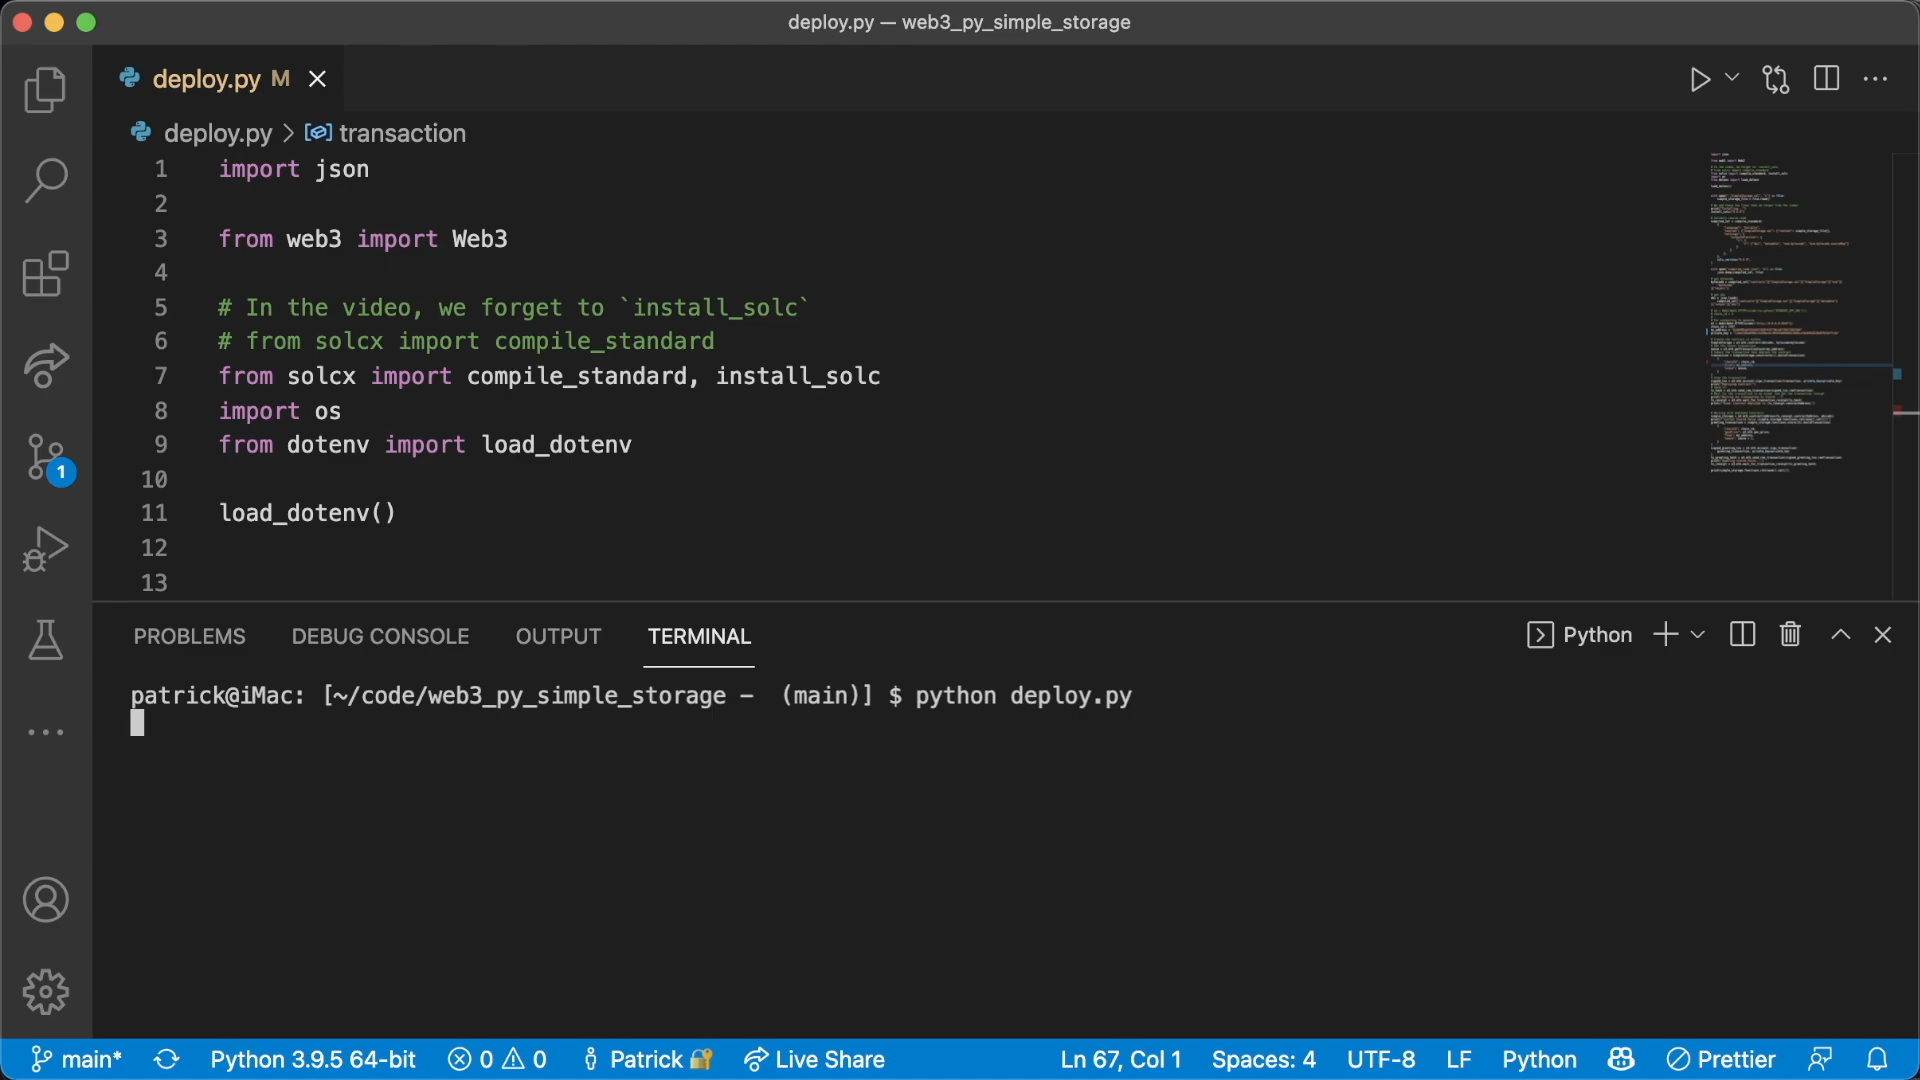 deploy.py — web3_py_simple_storage
deploy.py M
deploy.py > transaction
1 import json
2
3 from web3 import Web3
4
5 # In the video, we forget to `install_solc`
6 # from solcx import compile_standard
7 from solcx import compile_standard, install_solc
8 import os
9 from dotenv import load_dotenv
10
11 load_dotenv()
12
13
PROBLEMS DEBUG CONSOLE OUTPUT TERMINAL Python
patrick@iMac: [~/code/web3_py_simple_storage - (main)] $ python deploy.py
1
main* Python 3.9.5 64-bit 0 0 Patrick Live Share Ln 67, Col 1 Spaces: 4 UTF-8 LF Python Prettier